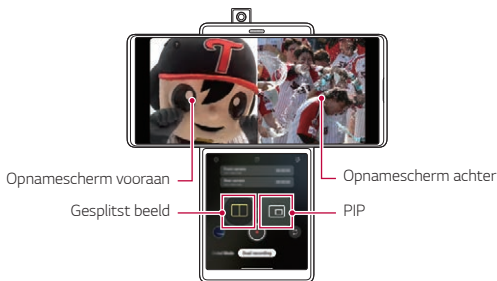 T
Opnamescherm vooraan
Opnamescherm achter
Gesplitst beeld
PIP
Dual recording